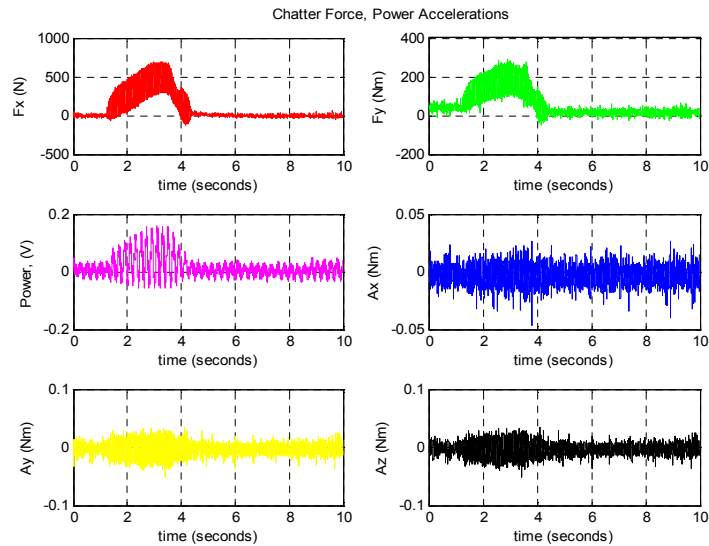 Chatter Force, Power Accelerations
1000
500
0
-500
Fx (N)
0 2 4 6 8 10
time (seconds)
400
200
0
-200
Fy (Nm)
0 2 4 6 8 10
time (seconds)
0.2
0
-0.2
Power, (V)
0 2 4 6 8 10
time (seconds)
0.05
0
-0.05
Ax (Nm)
0 2 4 6 8 10
time (seconds)
0.1
0
-0.1
Ay (Nm)
0 2 4 6 8 10
time (seconds)
0.1
0
-0.1
Az (Nm)
0 2 4 6 8 10
time (seconds)